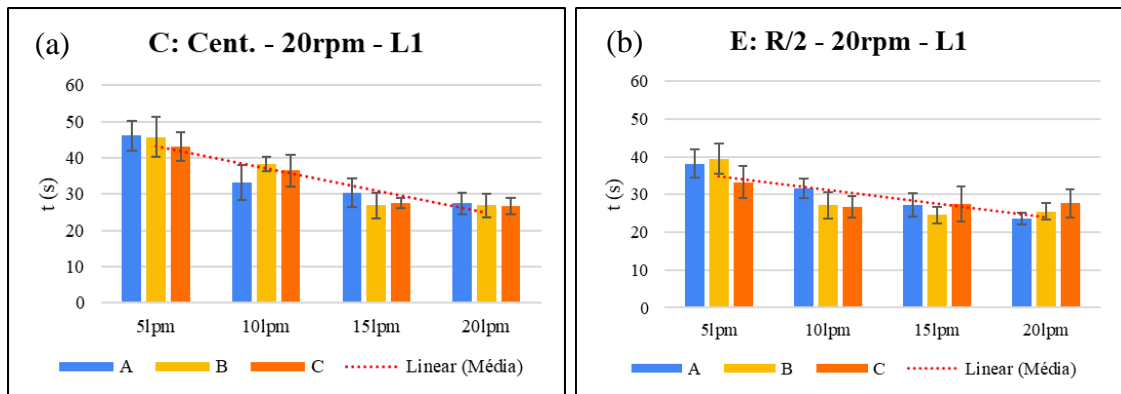 (a)
C: Cent. - 20rpm - L1
t (s)
60
50
40
30
20
10
0
5lpm 10lpm 15lpm 20lpm
A B C Linear (Média)
(b)
E: R/2 - 20rpm - L1
t (s)
60
50
40
30
20
10
0
5lpm 10lpm 15lpm 20lpm
A B C Linear (Média)